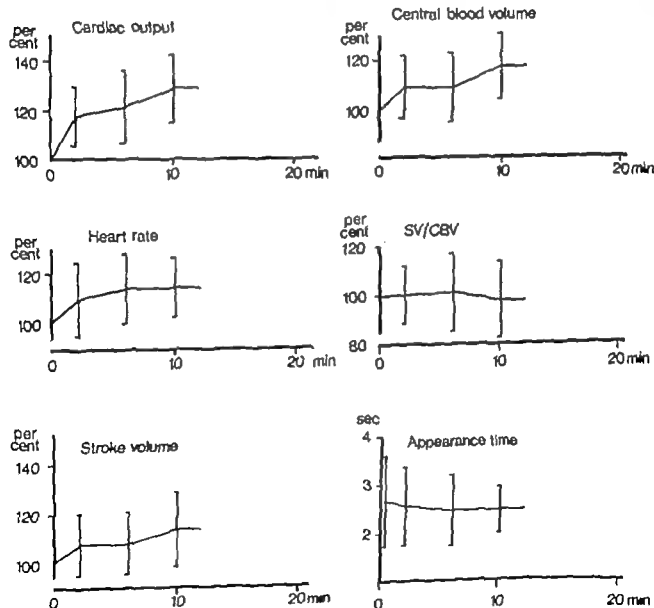 Cardiac output
per
cent
140
120
100
0
10
20 min
Central blood volume
per
cent
120
100
0
10
20 min
Heart rate
per
cent
120
100
0
10
20 min
SV/CBV
per
cent
120
100
80
0
10
20 min
Stroke volume
per
cent
140
120
100
0
10
20 min
Appearance time
sec
4
3
2
0
10
20 min